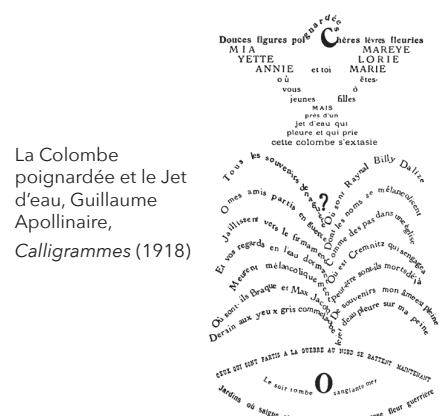 La Colombe
poignardée et le Jet
d'eau, Guillaume
Apollinaire,
Calligrammes (1918)
Douces figures poignardées Chères lèvres fleuries
MIA MAREYE
YETTE LORIE
ANNIE et toi MARIE
où êtes-
vous ô
jeunes filles
MAIS
près d'un
jet d'eau qui
pleure et qui prie
cette colombe s'extasie
Tous les souvenirs de naguère
O mes amis partis en guerre
Jaillissent vers le firmament
Et vos regards en l'eau dormant
Meurent mélancoliquement
Où sont-ils Braque et Max Jacob
Derain aux yeux gris comme l'aube
?
Où sont Raynal Billy Dalize
Dont les noms se mélancolisent
Comme des pas dans une église
Où est Cremnitz qui s'engagea
Peut-être sont-ils morts déjà
De souvenirs mon âme est pleine
Le jet d'eau pleure sur ma peine
CEUX QUI SONT PARTIS A LA GUERRE AU NORD SE BATTENT MAINTENANT
Le soir tombe O sanglante mer
Jardins où saigne fleur guerrière